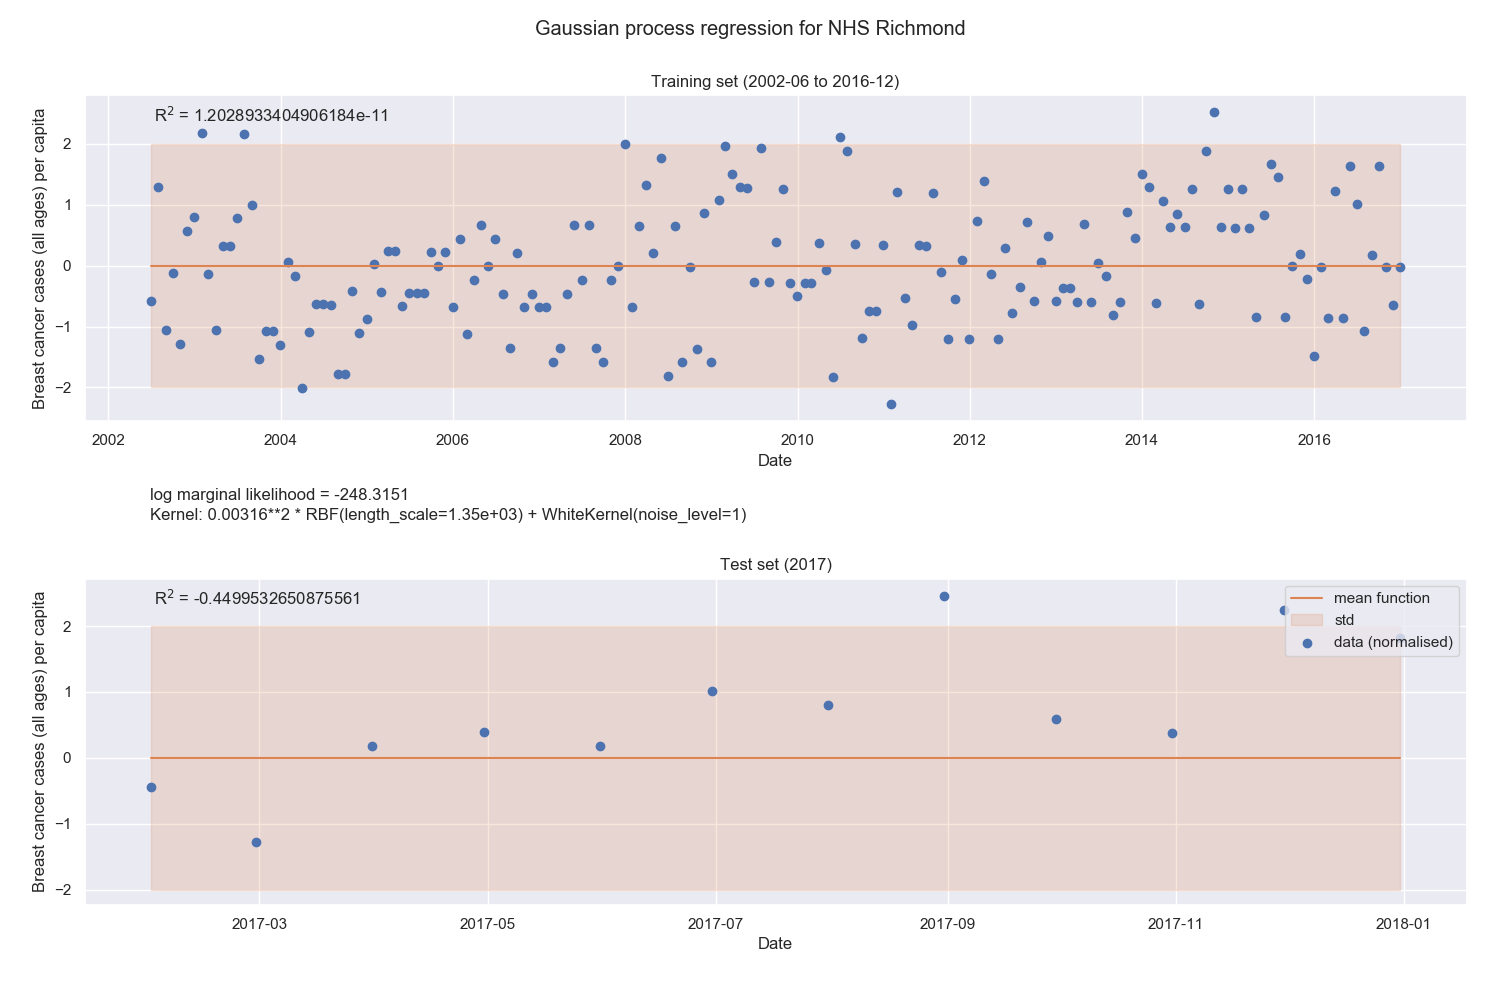 Gaussian process regression for NHS Richmond
Training set (2002-06 to 2016-12)
R² = 1.2028933404906184e-11
Breast cancer cases (all ages) per capita
2
1
0
−1
−2
2002 2004 2006 2008 2010 2012 2014 2016
Date
log marginal likelihood = -248.3151
Kernel: 0.00316**2 * RBF(length_scale=1.35e+03) + WhiteKernel(noise_level=1)
Test set (2017)
R² = -0.4499532650875561
mean function
std
data (normalised)
Breast cancer cases (all ages) per capita
2
1
0
−1
−2
2017-03 2017-05 2017-07 2017-09 2017-11 2018-01
Date